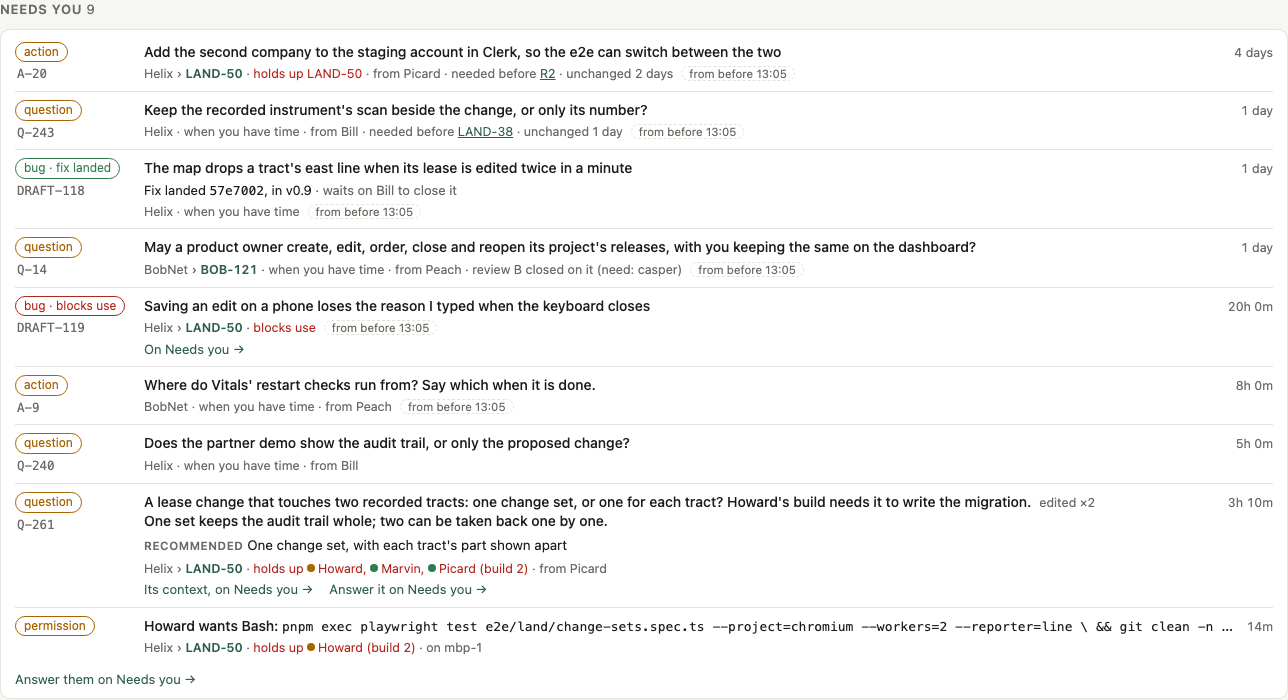 NEEDS YOU 9
action
Add the second company to the staging account in Clerk, so the e2e can switch between the two
4 days
A-20
Helix › LAND-50 · holds up LAND-50 · from Picard · needed before R2 · unchanged 2 days from before 13:05
question
Keep the recorded instrument's scan beside the change, or only its number?
1 day
Q-243
Helix · when you have time · from Bill · needed before LAND-38 · unchanged 1 day from before 13:05
bug · fix landed
The map drops a tract's east line when its lease is edited twice in a minute
1 day
DRAFT-118
Fix landed 57e7002, in v0.9 · waits on Bill to close it
Helix · when you have time from before 13:05
question
May a product owner create, edit, order, close and reopen its project's releases, with you keeping the same on the dashboard?
1 day
Q-14
BobNet › BOB-121 · when you have time · from Peach · review B closed on it (need: casper) from before 13:05
bug · blocks use
Saving an edit on a phone loses the reason I typed when the keyboard closes
20h 0m
DRAFT-119
Helix › LAND-50 · blocks use from before 13:05
On Needs you →
action
Where do Vitals' restart checks run from? Say which when it is done.
8h 0m
A-9
BobNet · when you have time · from Peach from before 13:05
question
Does the partner demo show the audit trail, or only the proposed change?
5h 0m
Q-240
Helix · when you have time · from Bill
question
A lease change that touches two recorded tracts: one change set, or one for each tract? Howard's build needs it to write the migration. edited ×2
3h 10m
Q-261
One set keeps the audit trail whole; two can be taken back one by one.
RECOMMENDED One change set, with each tract's part shown apart
Helix › LAND-50 · holds up Howard, Marvin, Picard (build 2) · from Picard
Its context, on Needs you → Answer it on Needs you →
permission
Howard wants Bash: pnpm exec playwright test e2e/land/change-sets.spec.ts --project=chromium --workers=2 --reporter=line \ && git clean -n …
14m
Helix › LAND-50 · holds up Howard (build 2) · on mbp-1
Answer them on Needs you →